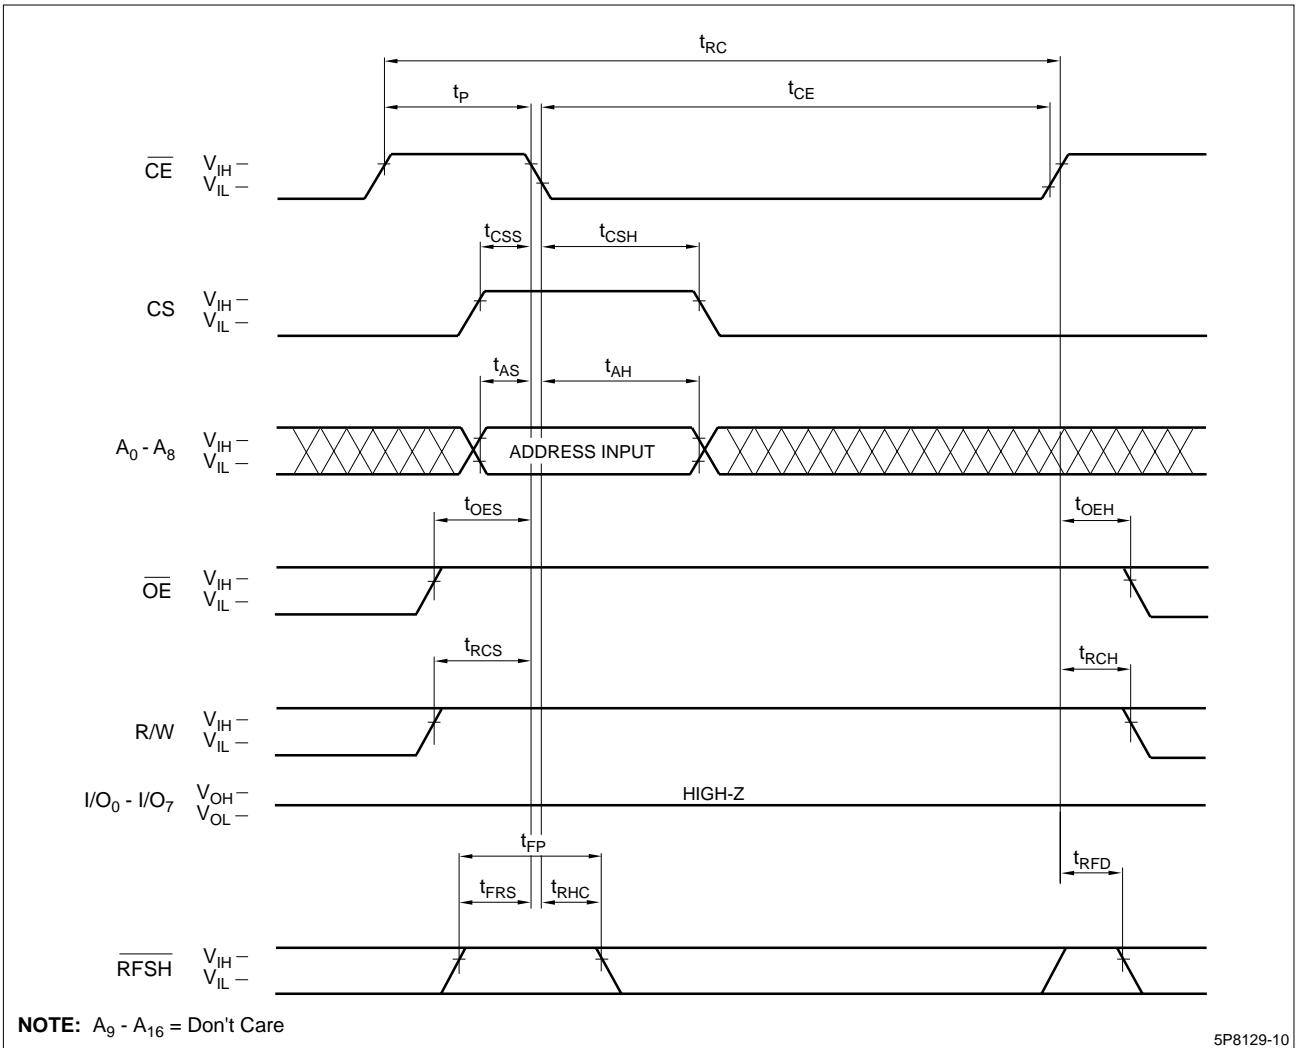 tRC
tP tCE
CE VIH
VIL
tCSS tCSH
CS VIH
VIL
tAS tAH
A0 - A8 VIH
VIL
ADDRESS INPUT
tOES tOEH
OE VIH
VIL
tRCS tRCH
R/W VIH
VIL
I/O0 - I/O7 VOH
VOL
HIGH-Z
tFP
tFRS tRHC tRFD
RFSH VIH
VIL
NOTE: A9 - A16 = Don't Care
5P8129-10